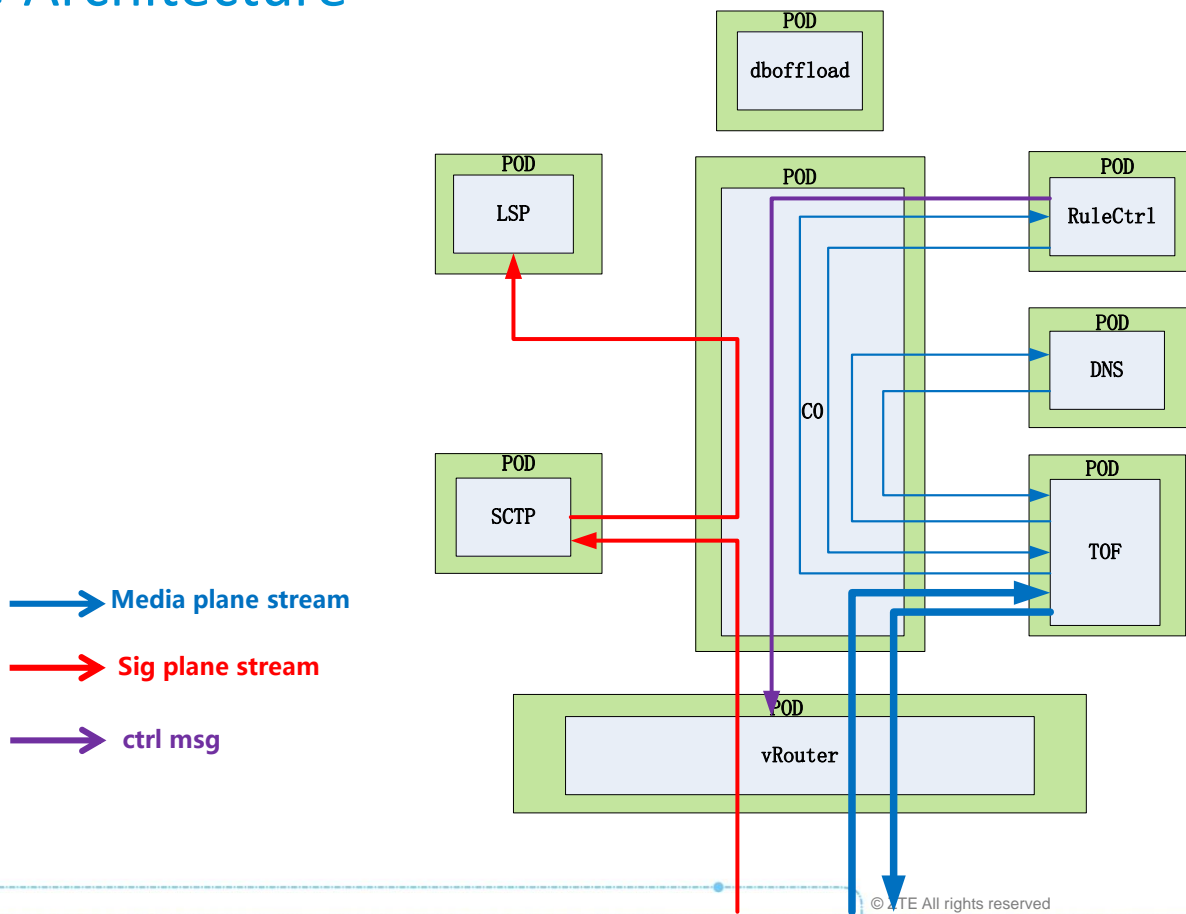 Architecture
POD
dboffload
POD
LSP
POD
C0
POD
RuleCtrl
POD
DNS
POD
SCTP
POD
TOF
Media plane stream
Sig plane stream
ctrl msg
POD
vRouter
© ZTE All rights reserved